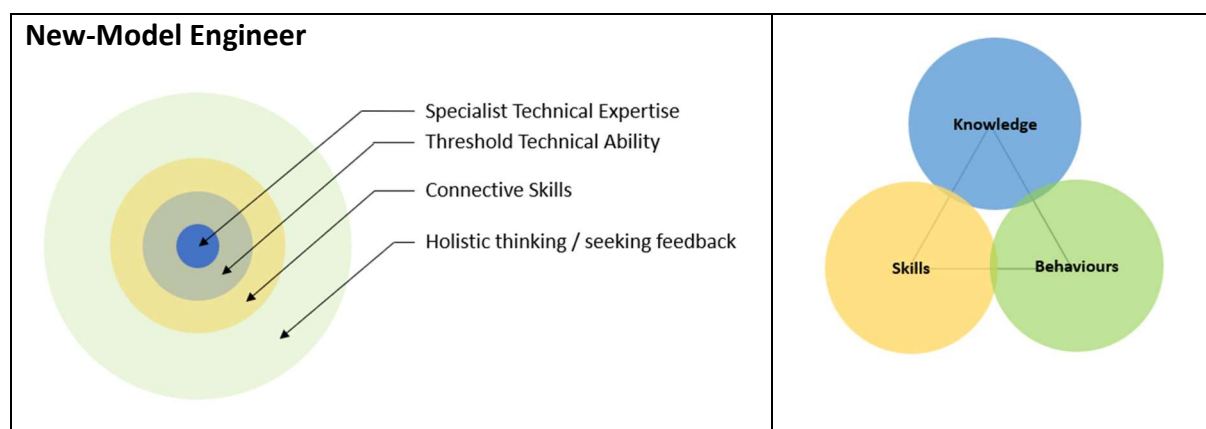 New-Model Engineer
Specialist Technical Expertise
Threshold Technical Ability
Connective Skills
Holistic thinking / seeking feedback
Knowledge
Skills
Behaviours